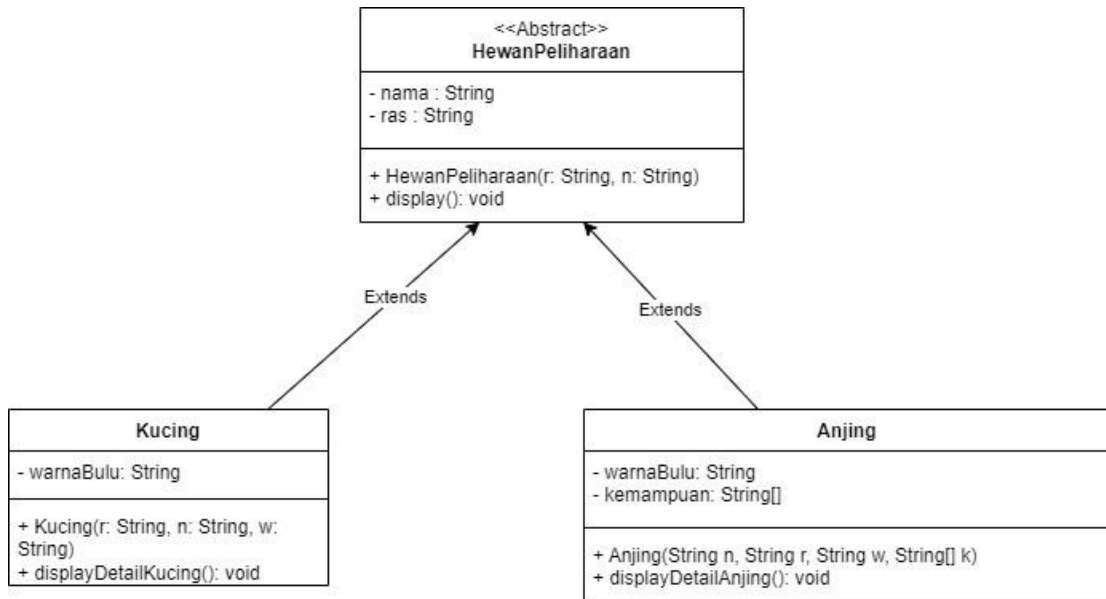 <<Abstract>>
HewanPeliharaan
- nama : String
- ras : String
+ HewanPeliharaan(r: String, n: String)
+ display(): void
Extends
Extends
Kucing
- warnaBulu: String
+ Kucing(r: String, n: String, w:
String)
+ displayDetailKucing(): void
Anjing
- warnaBulu: String
- kemampuan: String[]
+ Anjing(String n, String r, String w, String[] k)
+ displayDetailAnjing(): void